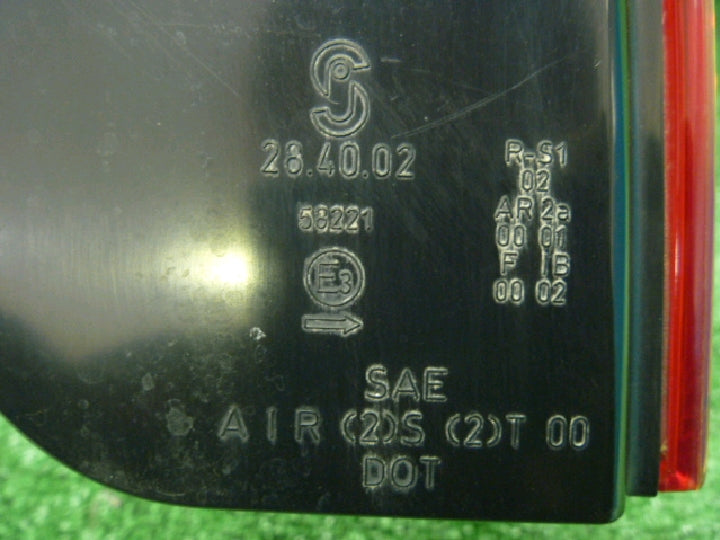 28.40.02
58221
E3
R-S1
02
AR 2a
00 01
F IB
00 02
SAE
A I R (2)S (2)T 00
DOT